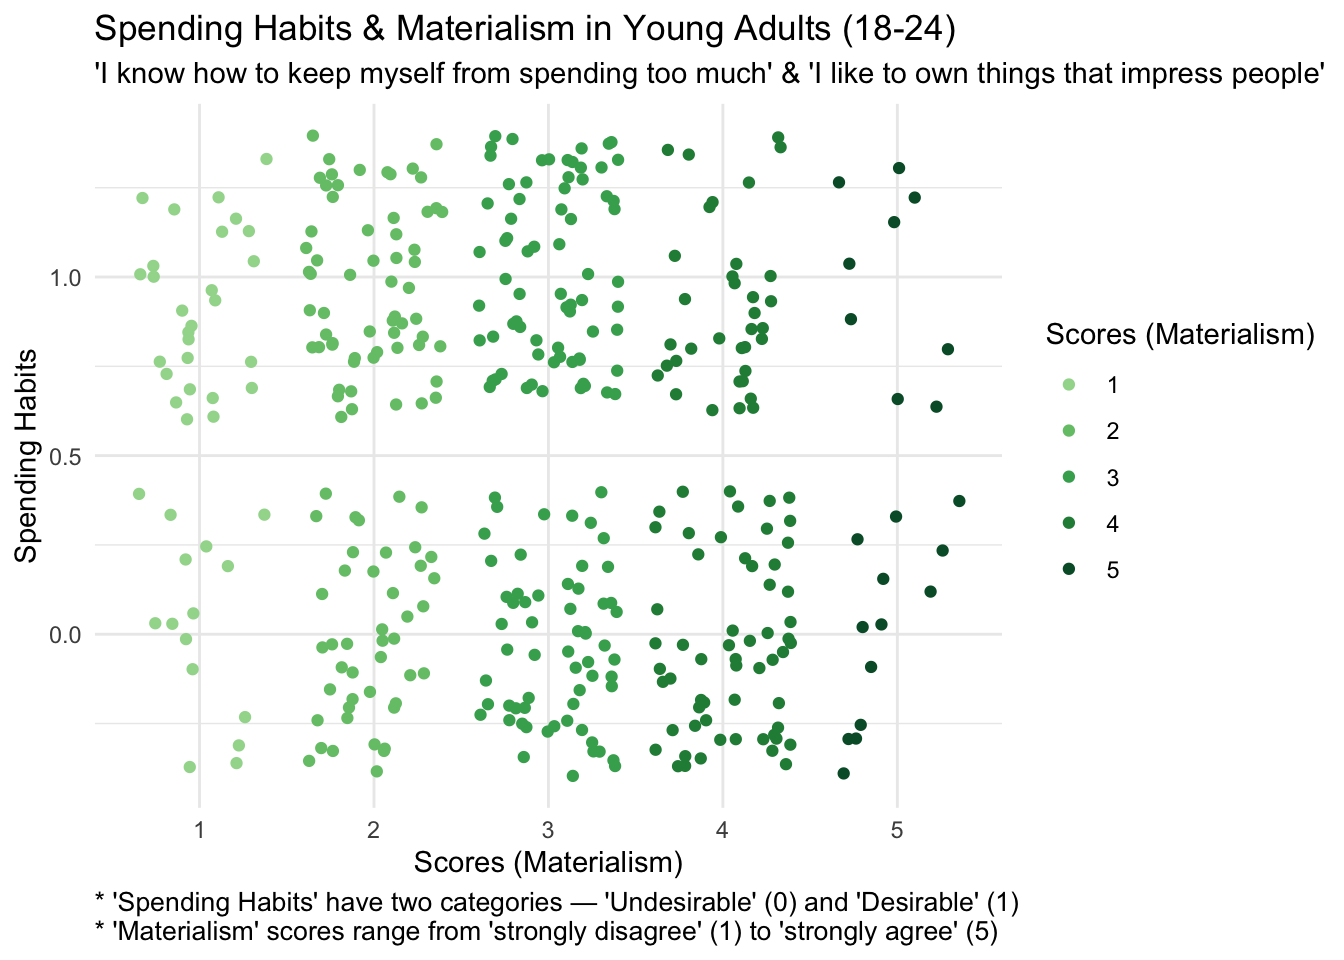 Spending Habits & Materialism in Young Adults (18-24)
'I know how to keep myself from spending too much' & 'I like to own things that impress people'
Spending Habits
1.0
0.5
0.0
1 2 3 4 5
Scores (Materialism)
Scores (Materialism)
1
2
3
4
5
* 'Spending Habits' have two categories — 'Undesirable' (0) and 'Desirable' (1)
* 'Materialism' scores range from 'strongly disagree' (1) to 'strongly agree' (5)